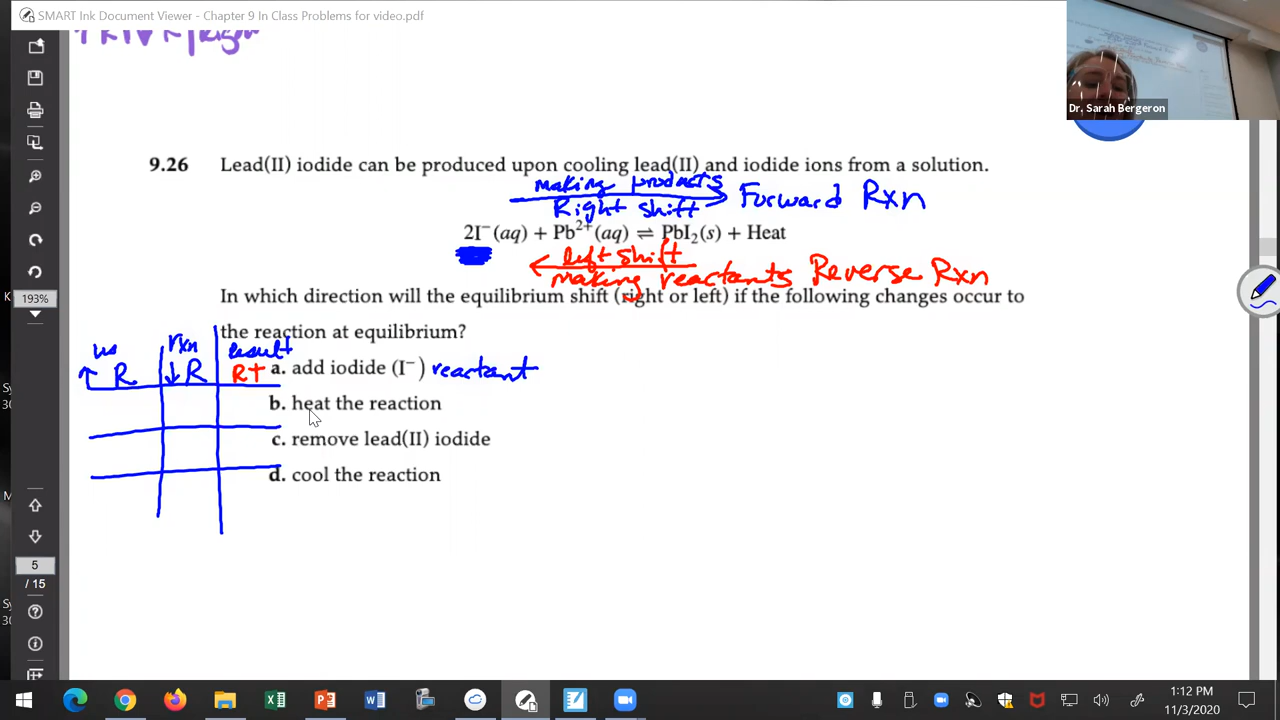 SMART Ink Document Viewer - Chapter 9 In Class Problems for video.pdf
Dr. Sarah Bergeron
9.26 Lead(II) iodide can be produced upon cooling lead(II) and iodide ions from a solution.
making products
Right shift
Forward Rxn
2I⁻(aq) + Pb²⁺(aq) ⇌ PbI₂(s) + Heat
left shift
making reactants Reverse Rxn
In which direction will the equilibrium shift (right or left) if the following changes occur to
the reaction at equilibrium?
us rxn result
↑ R ↓ R
a. add iodide (I⁻) reactant
b. heat the reaction
c. remove lead(II) iodide
d. cool the reaction
193%
5
/ 15
1:12 PM
11/3/2020